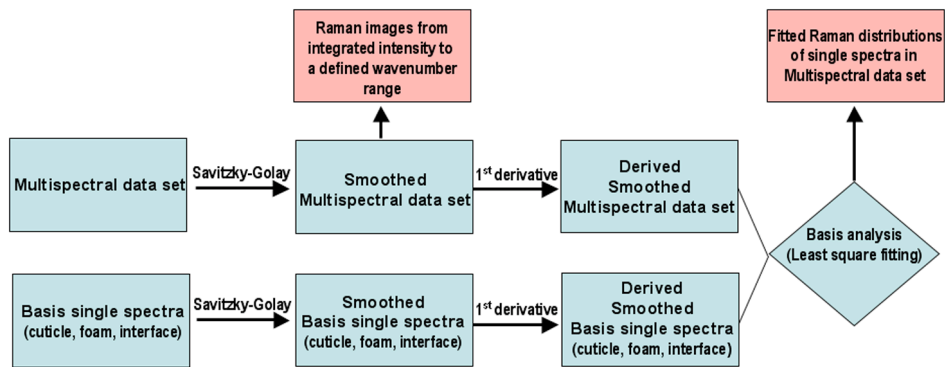 Raman images from
integrated intensity to
a defined wavenumber
range
Fitted Raman distributions
of single spectra in
Multispectral data set
Multispectral data set
Savitzky-Golay
Smoothed
Multispectral data set
1st derivative
Derived
Smoothed
Multispectral data set
Basis analysis
(Least square fitting)
Basis single spectra
(cuticle, foam, interface)
Savitzky-Golay
Smoothed
Basis single spectra
(cuticle, foam, interface)
1st derivative
Derived
Smoothed
Basis single spectra
(cuticle, foam, interface)